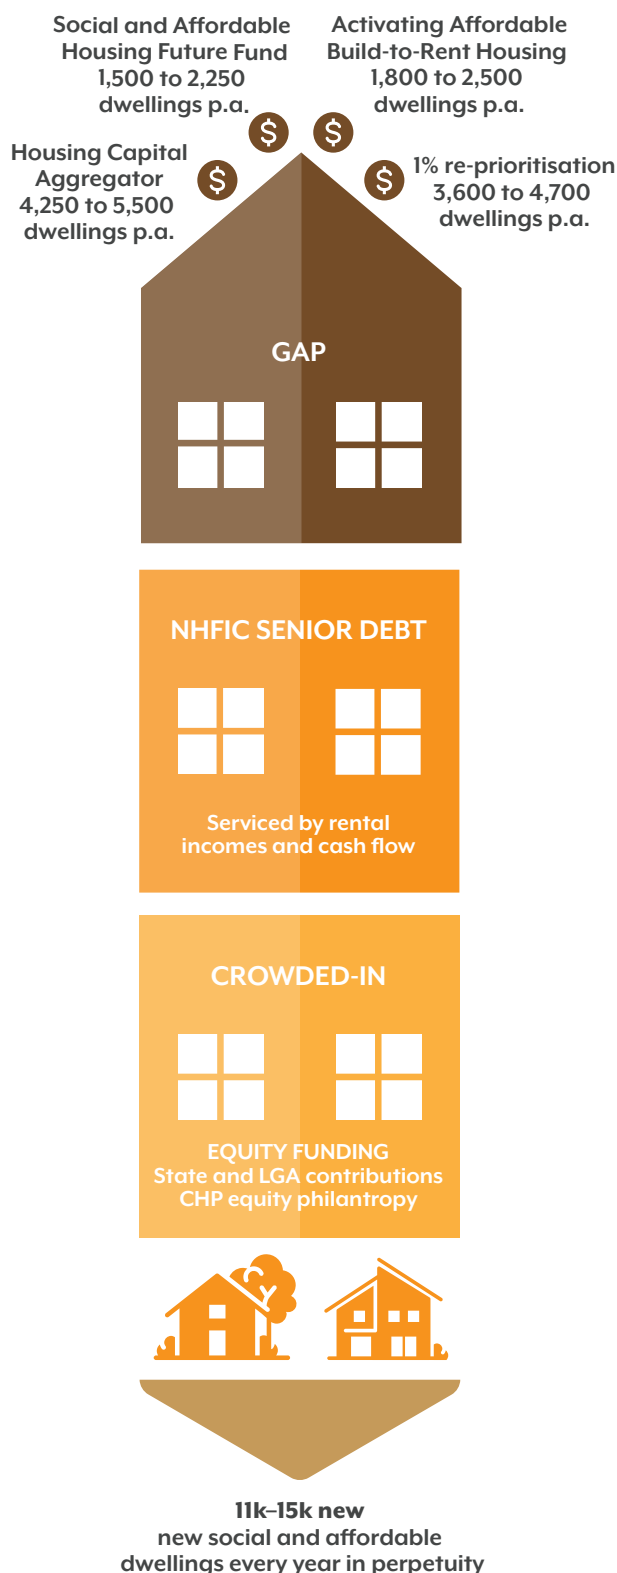 Social and Affordable
Housing Future Fund
1,500 to 2,250
dwellings p.a.
Activating Affordable
Build-to-Rent Housing
1,800 to 2,500
dwellings p.a.
Housing Capital
Aggregator
4,250 to 5,500
dwellings p.a.
1% re-prioritisation
3,600 to 4,700
dwellings p.a.
$
$
$
$
GAP
NHFIC SENIOR DEBT
Serviced by rental
incomes and cash flow
CROWDED-IN
EQUITY FUNDING
State and LGA contributions
CHP equity philantropy
11k–15k new
new social and affordable
dwellings every year in perpetuity